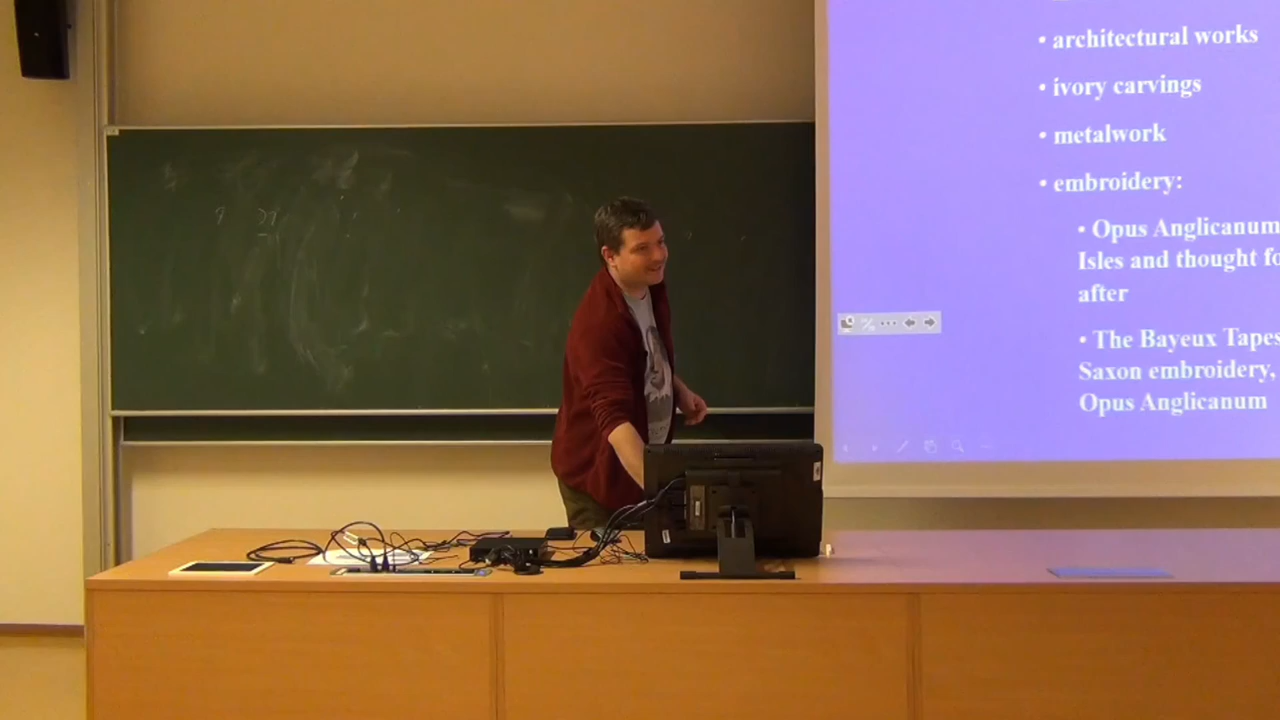 • architectural works
• ivory carvings
• metalwork
• embroidery:
• Opus Anglicanum
Isles and thought fo
after
• The Bayeux Tapes
Saxon embroidery,
Opus Anglicanum